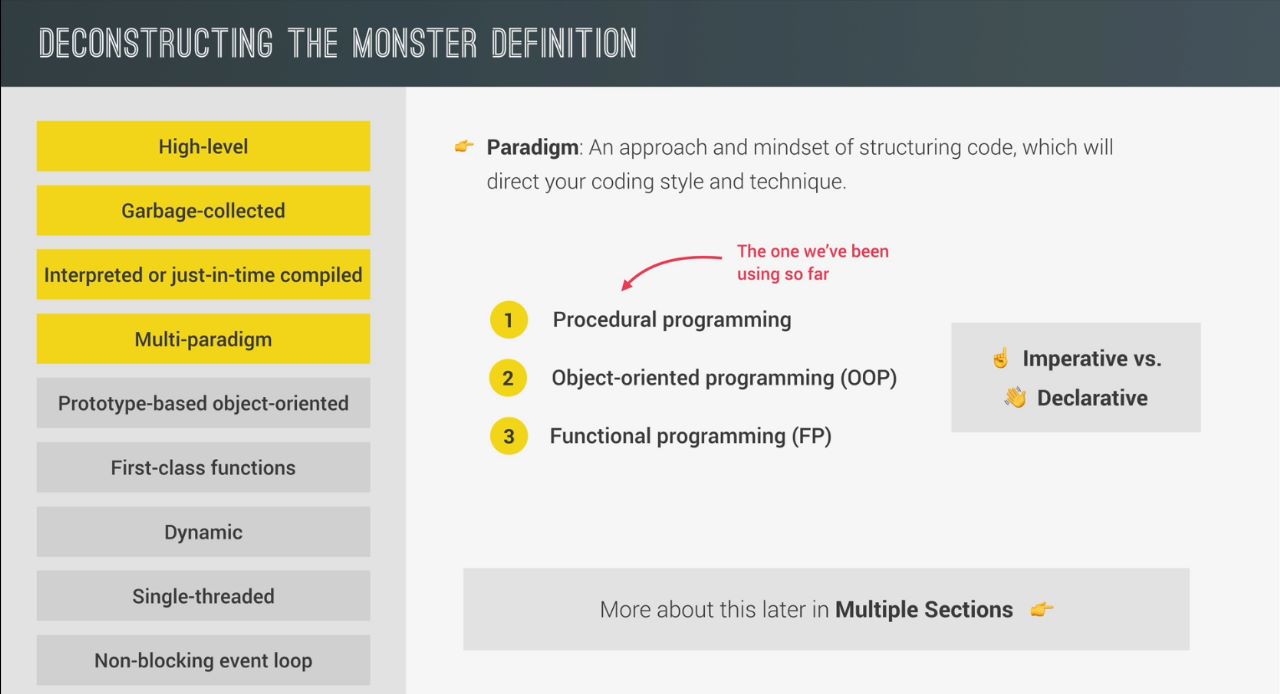 DECONSTRUCTING THE MONSTER DEFINITION
High-level
Garbage-collected
Interpreted or just-in-time compiled
Multi-paradigm
Prototype-based object-oriented
First-class functions
Dynamic
Single-threaded
Non-blocking event loop
👉 Paradigm: An approach and mindset of structuring code, which will
direct your coding style and technique.
The one we’ve been
using so far
1 Procedural programming
2 Object-oriented programming (OOP)
3 Functional programming (FP)
☝️ Imperative vs.
👋 Declarative
More about this later in Multiple Sections 👉